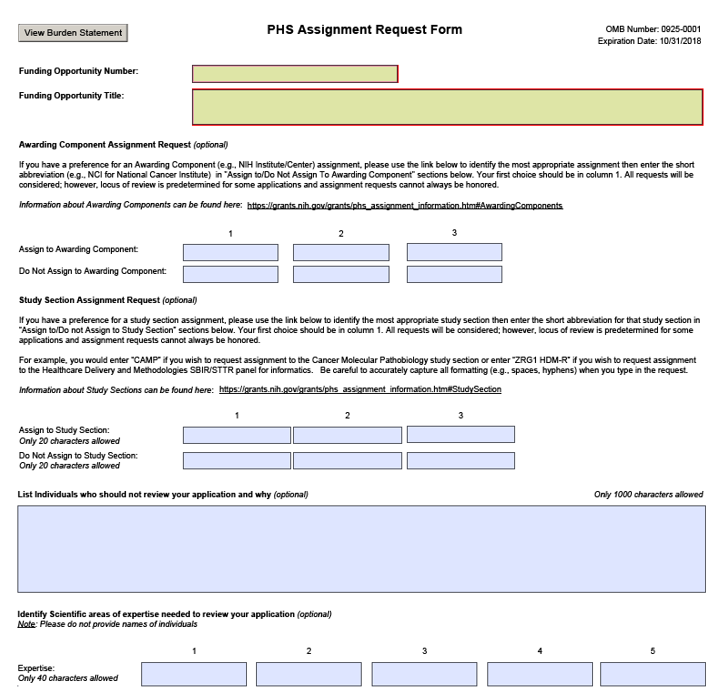 View Burden Statement
PHS Assignment Request Form
OMB Number: 0925-0001
Expiration Date: 10/31/2018
Funding Opportunity Number:
Funding Opportunity Title:
Awarding Component Assignment Request (optional)
If you have a preference for an Awarding Component (e.g., NIH Institute/Center) assignment, please use the link below to identify the most appropriate assignment then enter the short
abbreviation (e.g., NCI for National Cancer Institute) in "Assign to/Do Not Assign To Awarding Component" sections below. Your first choice should be in column 1. All requests will be
considered; however, locus of review is predetermined for some applications and assignment requests cannot always be honored.
Information about Awarding Components can be found here: https://grants.nih.gov/grants/phs_assignment_information.htm#AwardingComponents
1 2 3
Assign to Awarding Component:
Do Not Assign to Awarding Component:
Study Section Assignment Request (optional)
If you have a preference for a study section assignment, please use the link below to identify the most appropriate study section then enter the short abbreviation for that study section in
"Assign to/Do not Assign to Study Section" sections below. Your first choice should be in column 1. All requests will be considered; however, locus of review is predetermined for some
applications and assignment requests cannot always be honored.
For example, you would enter "CAMP" if you wish to request assignment to the Cancer Molecular Pathobiology study section or enter "ZRG1 HDM-R" if you wish to request assignment
to the Healthcare Delivery and Methodologies SBIR/STTR panel for informatics. Be careful to accurately capture all formatting (e.g., spaces, hyphens) when you type in the request.
Information about Study Sections can be found here: https://grants.nih.gov/grants/phs_assignment_information.htm#StudySection
1 2 3
Assign to Study Section:
Only 20 characters allowed
Do Not Assign to Study Section:
Only 20 characters allowed
List Individuals who should not review your application and why (optional)
Only 1000 characters allowed
Identify Scientific areas of expertise needed to review your application (optional)
Note: Please do not provide names of individuals
1 2 3 4 5
Expertise:
Only 40 characters allowed